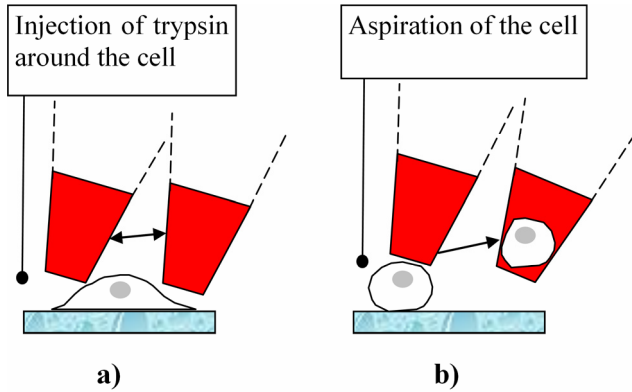 Injection of trypsin
around the cell
Aspiration of the cell
a)
b)